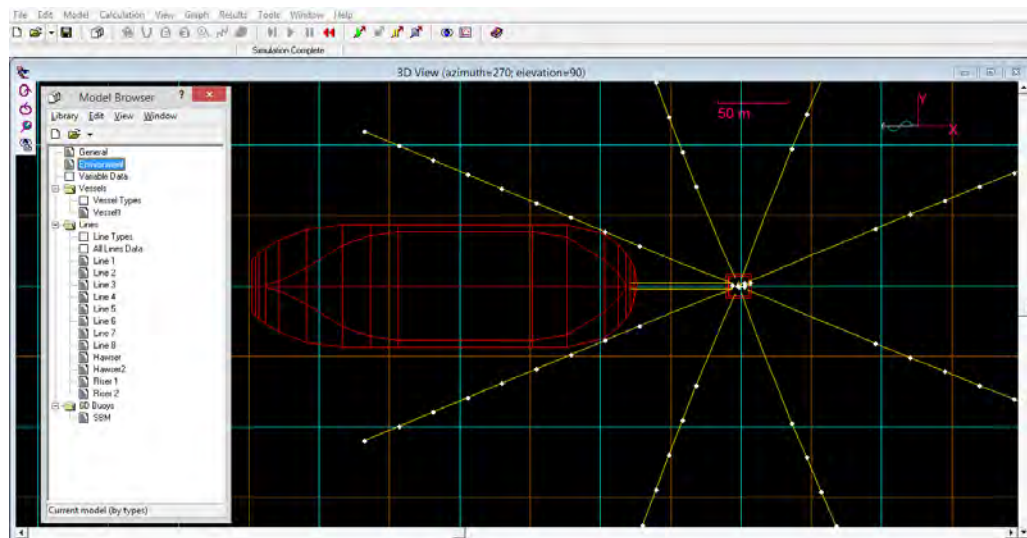 File Edit Model Calculation View Graph Results Tools Window Help
Simulation Complete
3D View (azimuth=270; elevation=90)
Model Browser
Library Edit View Window
General
Environment
Variable Data
Vessels
Vessel Types
Vessel1
Lines
Line Types
All Lines Data
Line 1
Line 2
Line 3
Line 4
Line 5
Line 6
Line 7
Line 8
Hawser
Hawser2
Riser 1
Riser 2
6D Buoys
SBM
Current model (by types)
50 m
Y
X